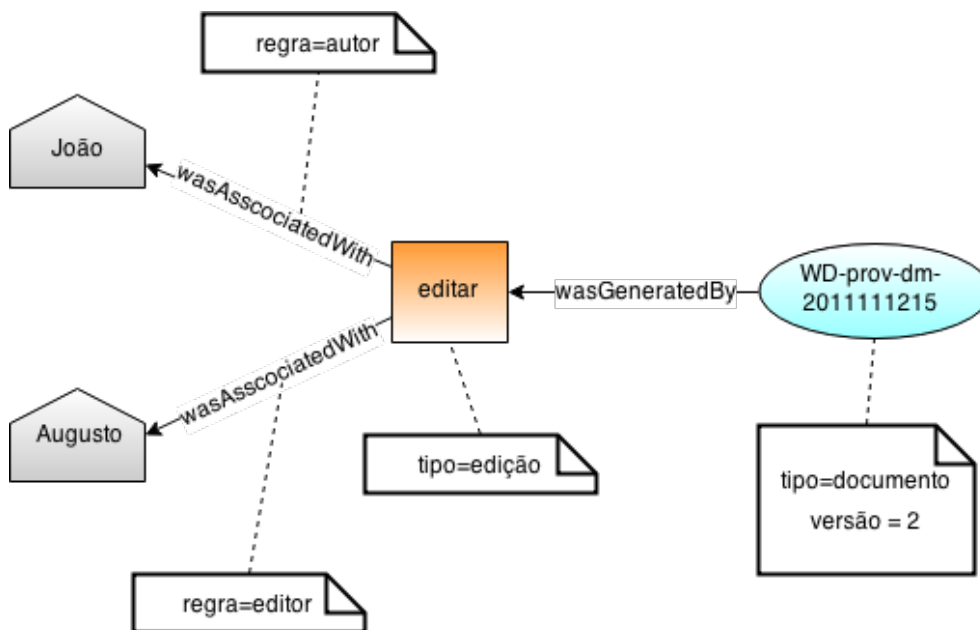 regra=autor
João
wasAsscociatedWith
editar
wasGeneratedBy
WD-prov-dm-
2011111215
wasAsscociatedWith
Augusto
tipo=edição
tipo=documento
versão = 2
regra=editor